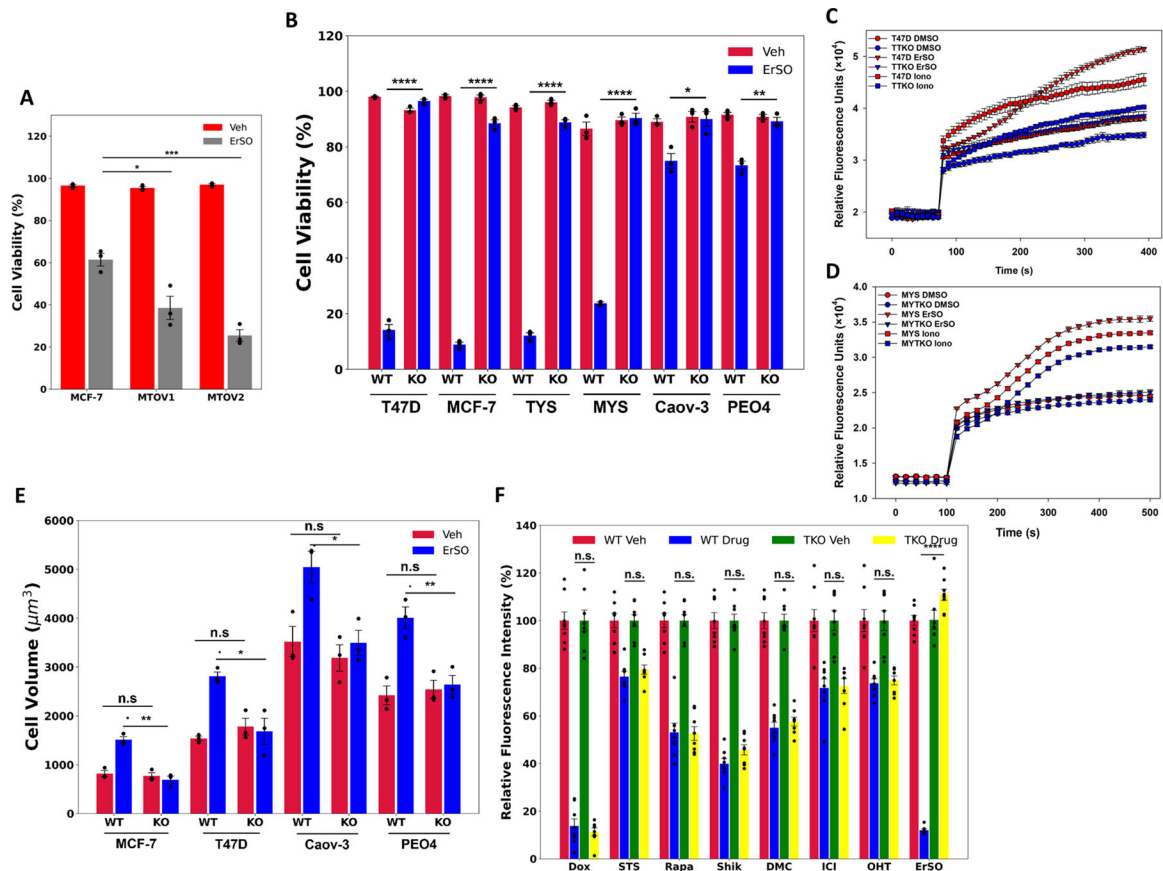 A
Veh
ErSO
***
*
Cell Viability (%)
120
100
80
60
40
20
0
MCF-7 MTOV1 MTOV2
B
Veh
ErSO
**** **** **** **** * **
Cell Viability (%)
120
100
80
60
40
20
0
WT KO WT KO WT KO WT KO WT KO WT KO
T47D MCF-7 TYS MYS Caov-3 PEO4
C
T47D DMSO
TTKO DMSO
T47D ErSO
TTKO ErSO
T47D Iono
TTKO Iono
Relative Fluorescence Units (×10⁴)
5
4
3
2
0 100 200 300 400
Time (s)
D
MYS DMSO
MYTKO DMSO
MYS ErSO
MYTKO ErSO
MYS Iono
MYTKO Iono
Relative Fluorescence Units (×10⁴)
4.0
3.5
3.0
2.5
2.0
1.5
1.0
0 100 200 300 400 500
Time (s)
E
Veh
ErSO
n.s n.s n.s n.s
** * * **
Cell Volume (μm³)
6000
5000
4000
3000
2000
1000
0
WT KO WT KO WT KO WT KO
MCF-7 T47D Caov-3 PEO4
F
WT Veh WT Drug TKO Veh TKO Drug
n.s. n.s. n.s. n.s. n.s. n.s. n.s. ****
Relative Fluorescence Intensity (%)
140
120
100
80
60
40
20
0
Dox STS Rapa Shik DMC ICI OHT ErSO